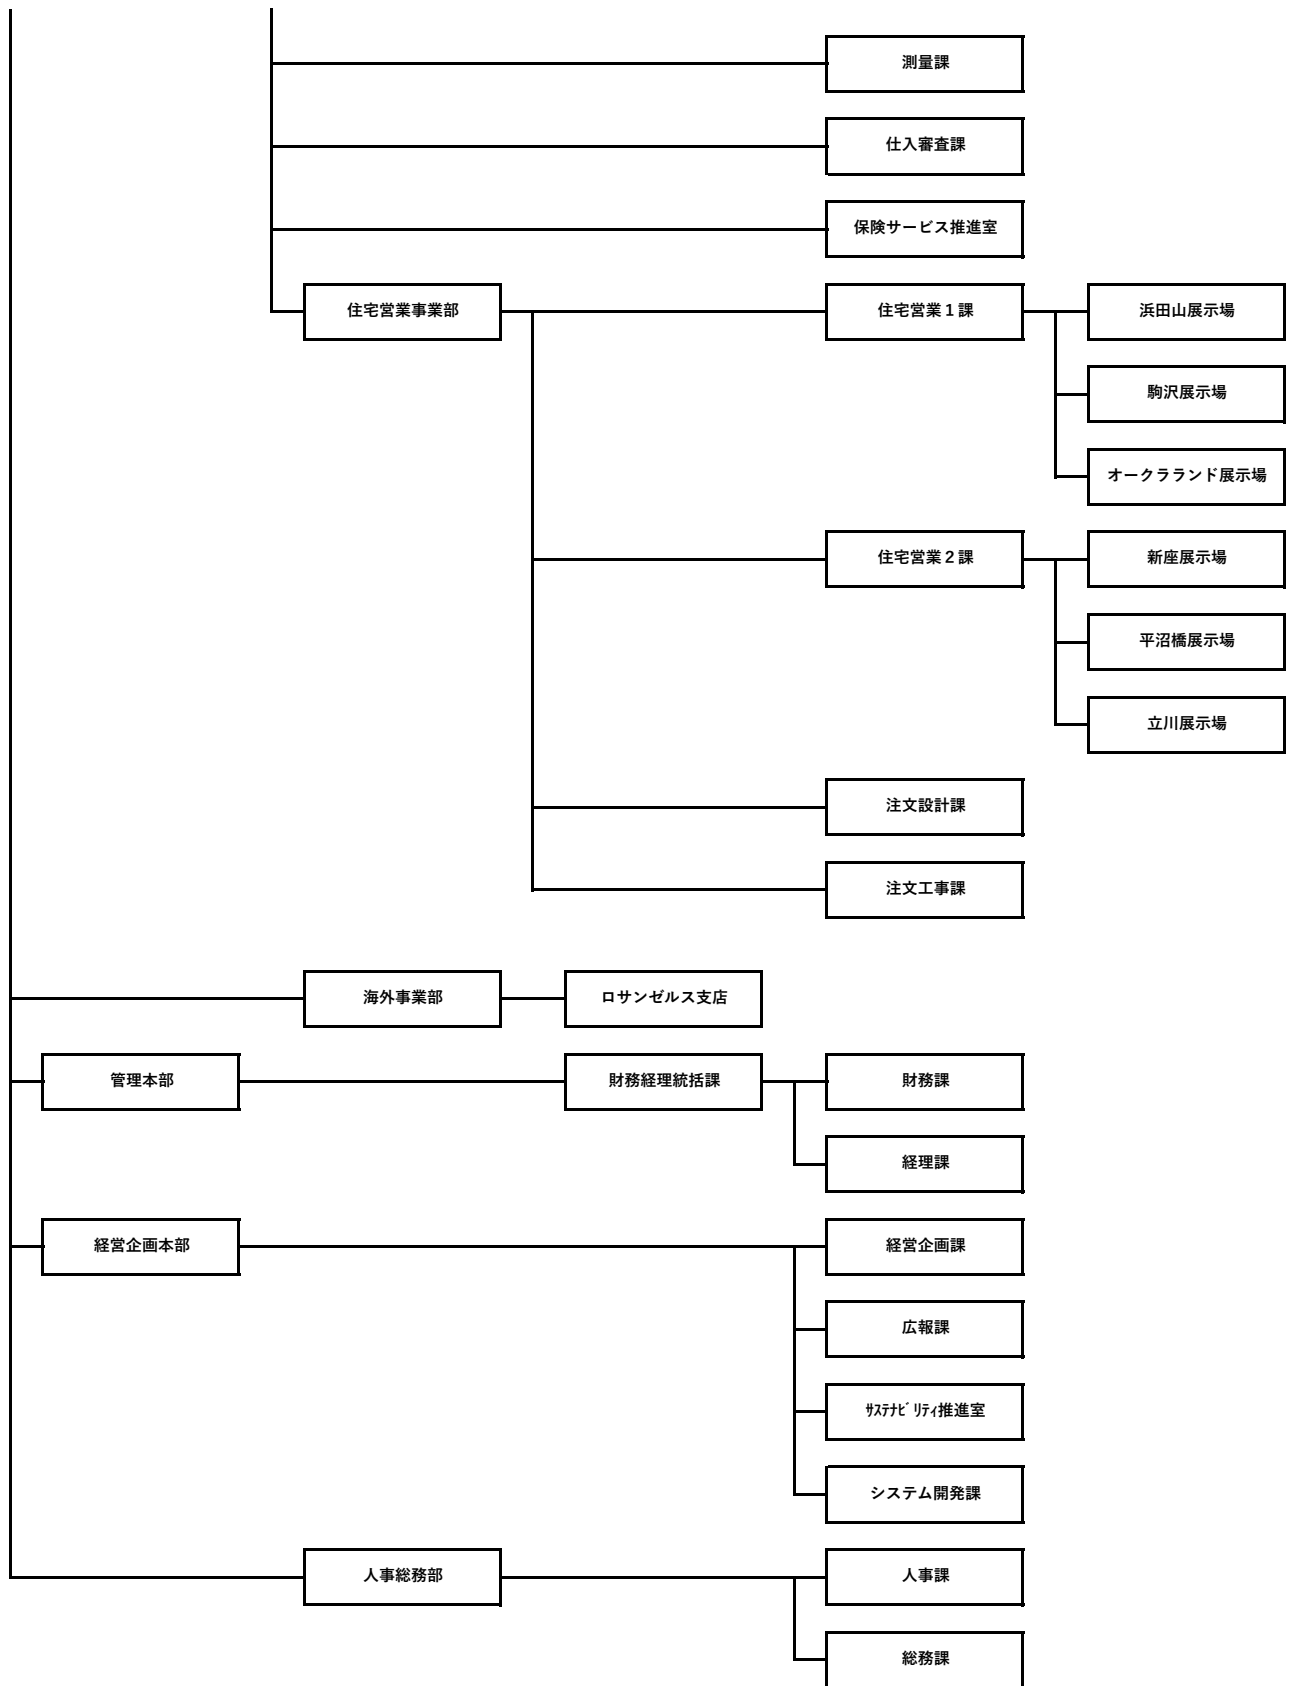 測量課
仕入審査課
保険サービス推進室
住宅営業事業部
住宅営業１課
浜田山展示場
駒沢展示場
オークラランド展示場
住宅営業２課
新座展示場
平沼橋展示場
立川展示場
注文設計課
注文工事課
海外事業部
ロサンゼルス支店
管理本部
財務経理統括課
財務課
経理課
経営企画本部
経営企画課
広報課
ｻｽﾃﾅﾋﾞﾘﾃｨ推進室
システム開発課
人事総務部
人事課
総務課